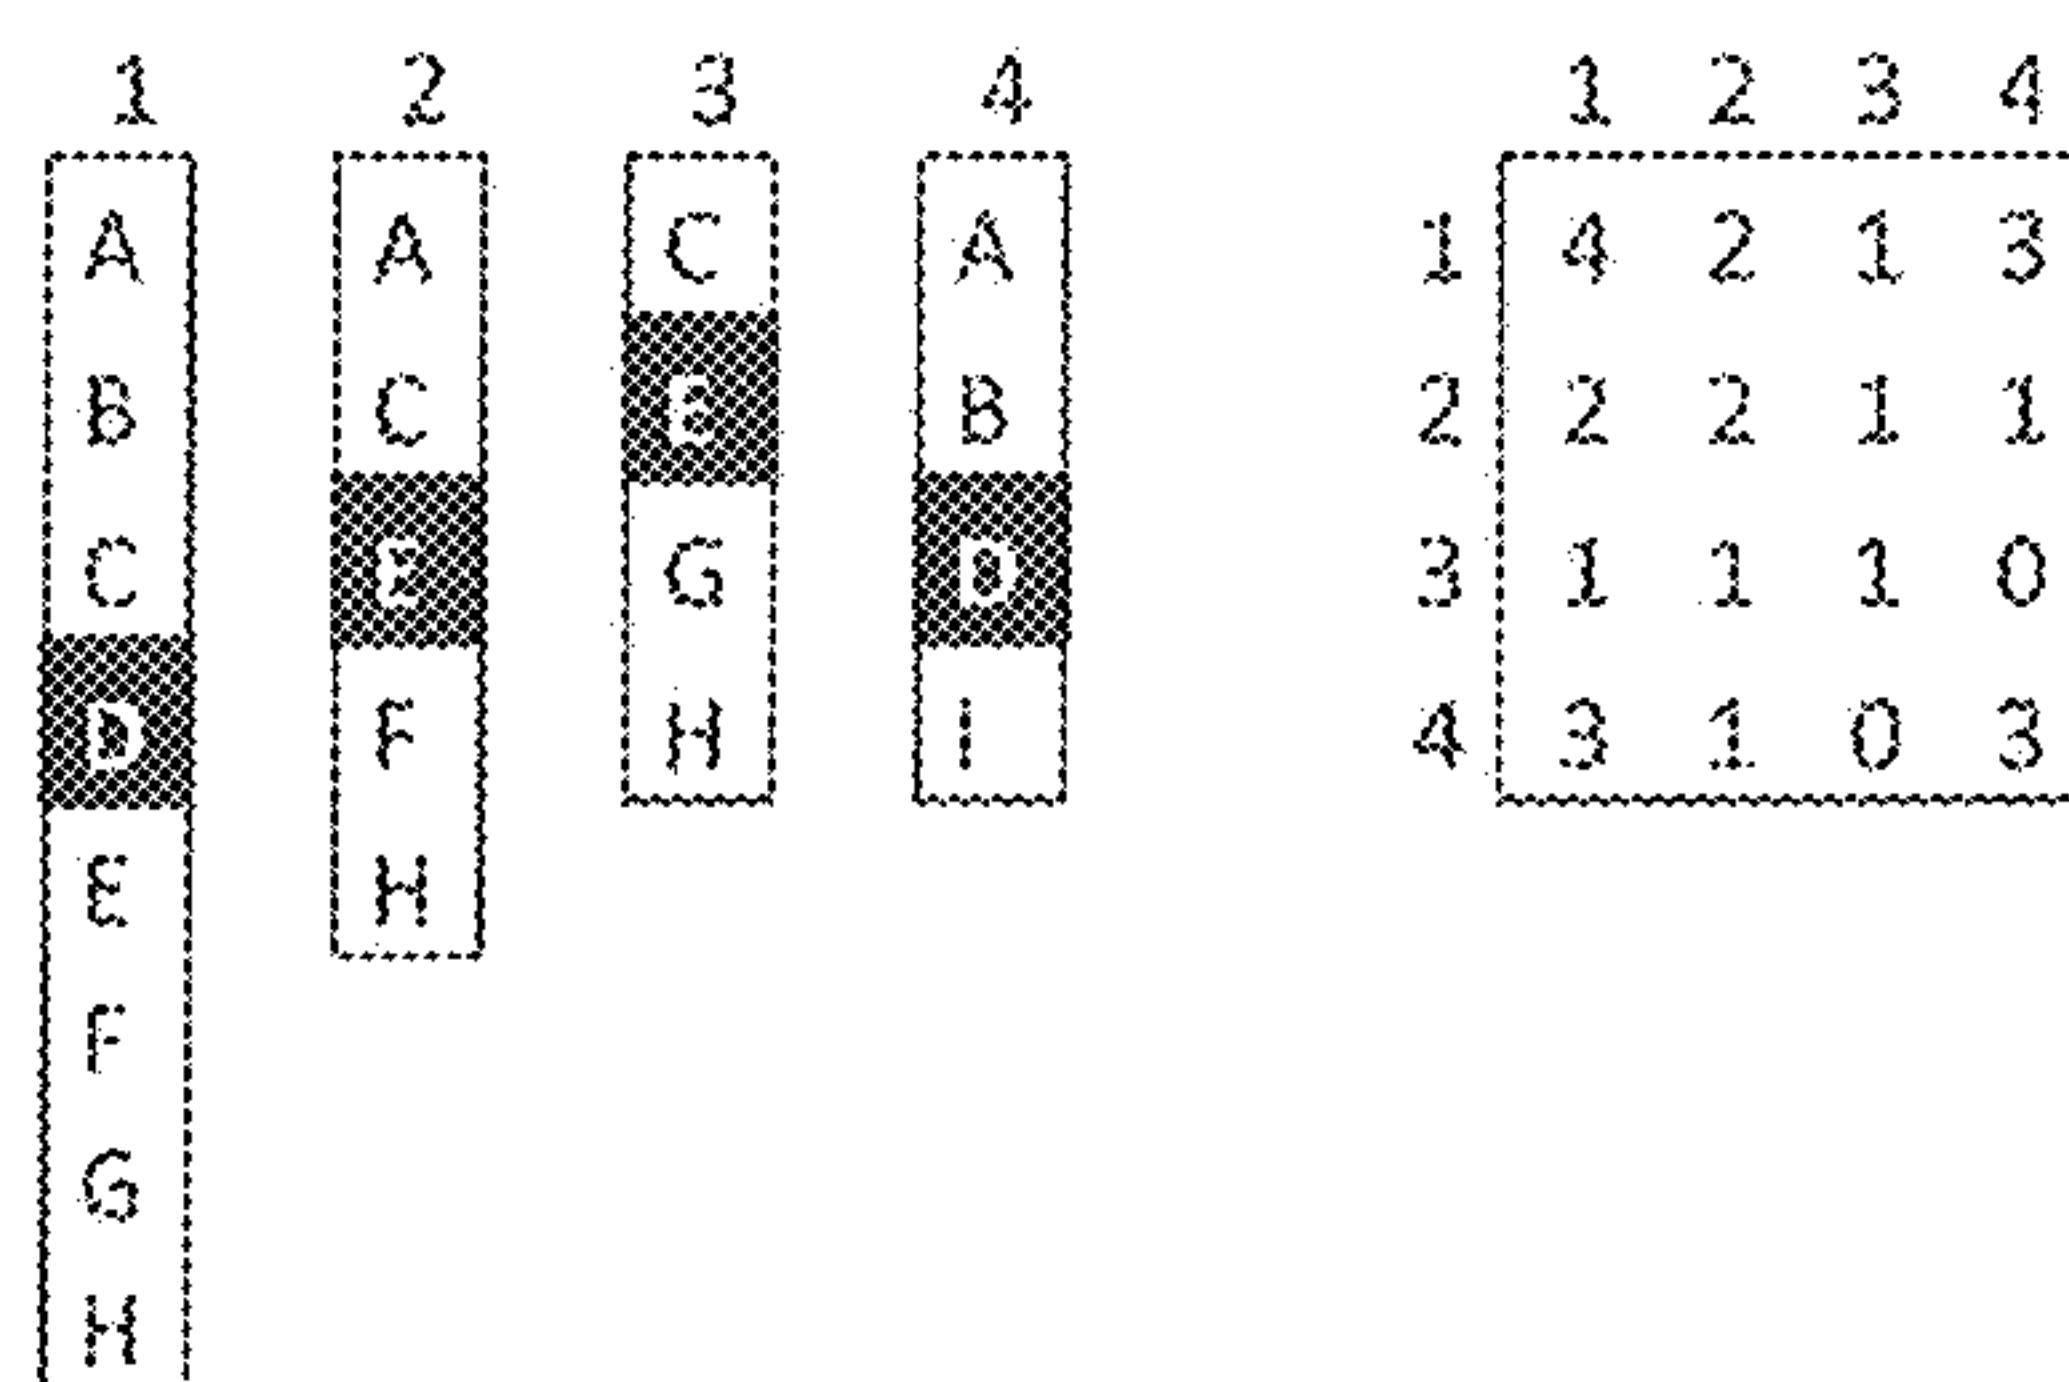 1 2 3 4 1 2 3 4
A A C A 1 4 2 1 3
B C E B 2 2 2 1 1
C E G D 3 1 1 1 0
D F H I 4 3 1 0 3
E H
F
G
H